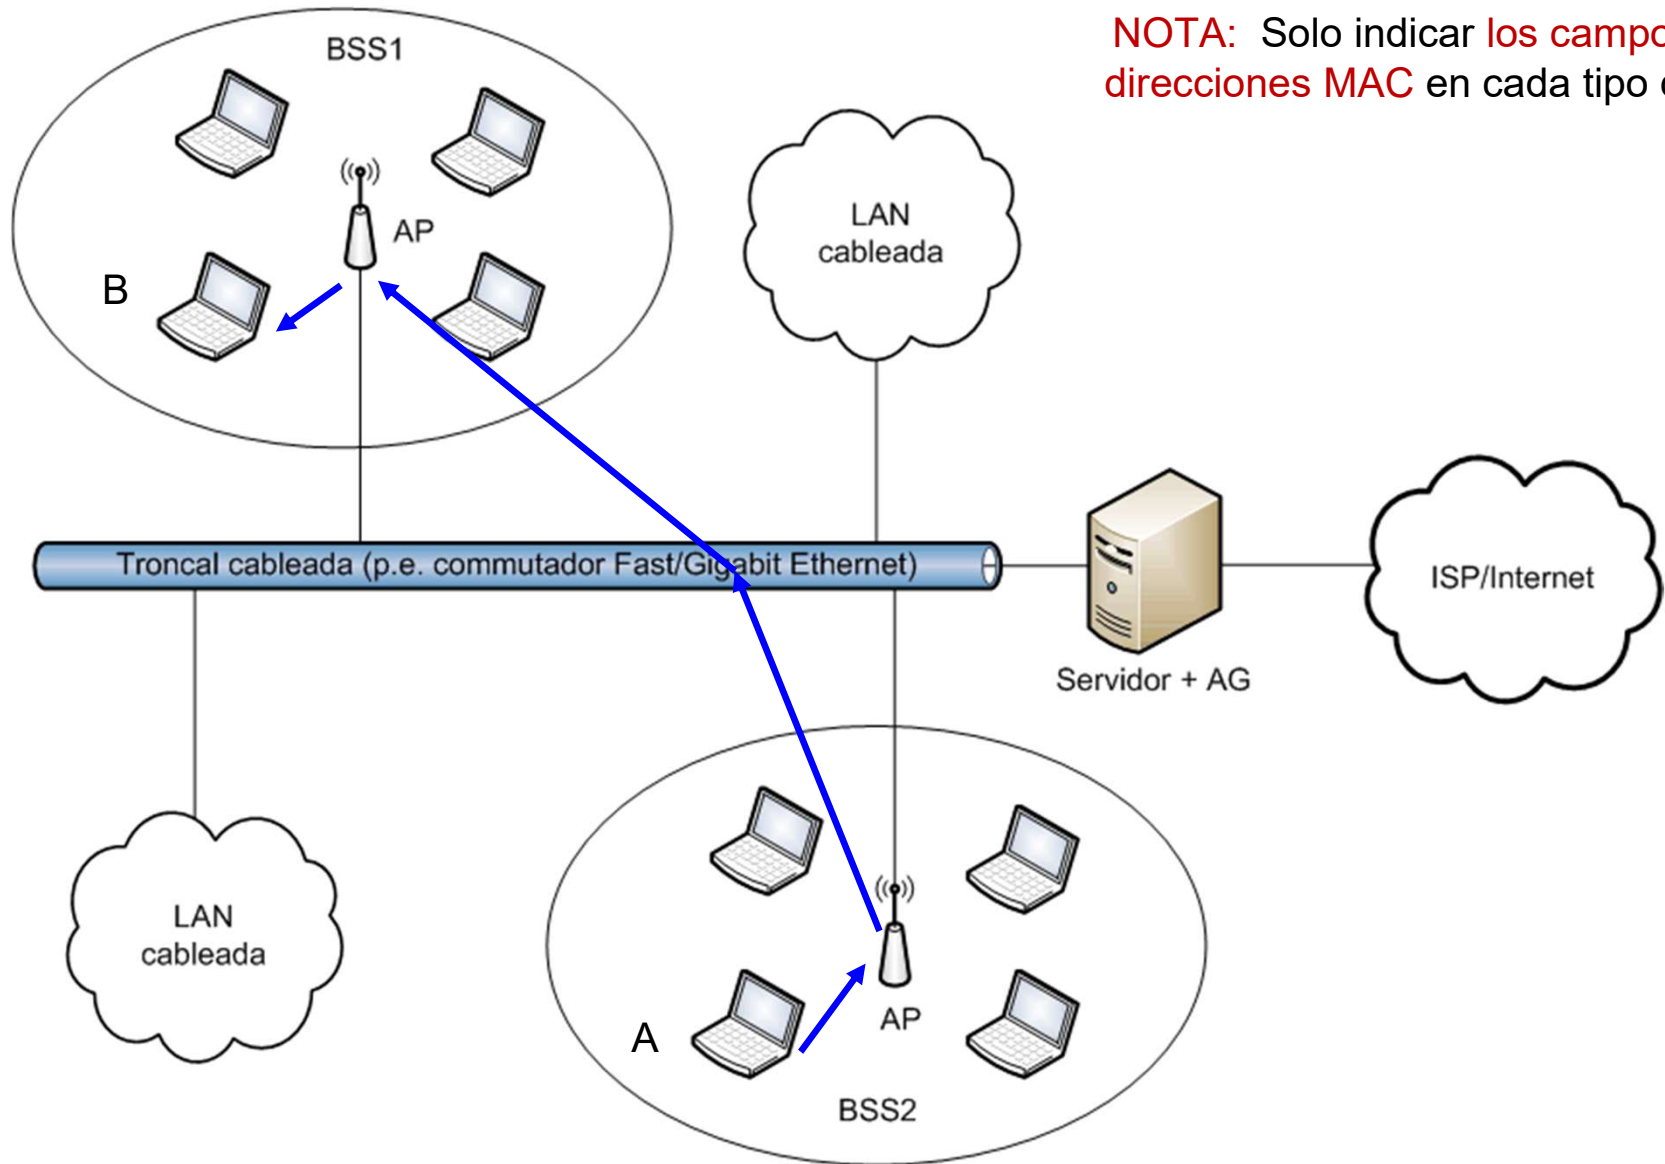 NOTA: Solo indicar los campo
direcciones MAC en cada tipo
BSS1
AP
B
LAN
cableada
Troncal cableada (p.e. commutador Fast/Gigabit Ethernet)
ISP/Internet
Servidor + AG
LAN
cableada
AP
A
BSS2